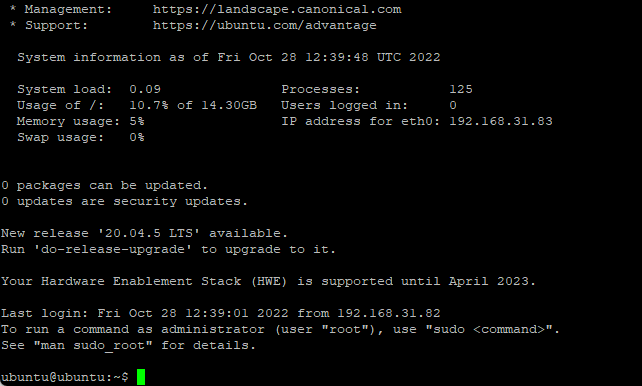 * Management:     https://landscape.canonical.com
 * Support:        https://ubuntu.com/advantage
  System information as of Fri Oct 28 12:39:48 UTC 2022
  System load:  0.09               Processes:           125
  Usage of /:   10.7% of 14.30GB   Users logged in:     0
  Memory usage: 5%                 IP address for eth0: 192.168.31.83
  Swap usage:   0%
0 packages can be updated.
0 updates are security updates.
New release '20.04.5 LTS' available.
Run 'do-release-upgrade' to upgrade to it.
Your Hardware Enablement Stack (HWE) is supported until April 2023.
Last login: Fri Oct 28 12:39:01 2022 from 192.168.31.82
To run a command as administrator (user "root"), use "sudo <command>".
See "man sudo_root" for details.
ubuntu@ubuntu:~$